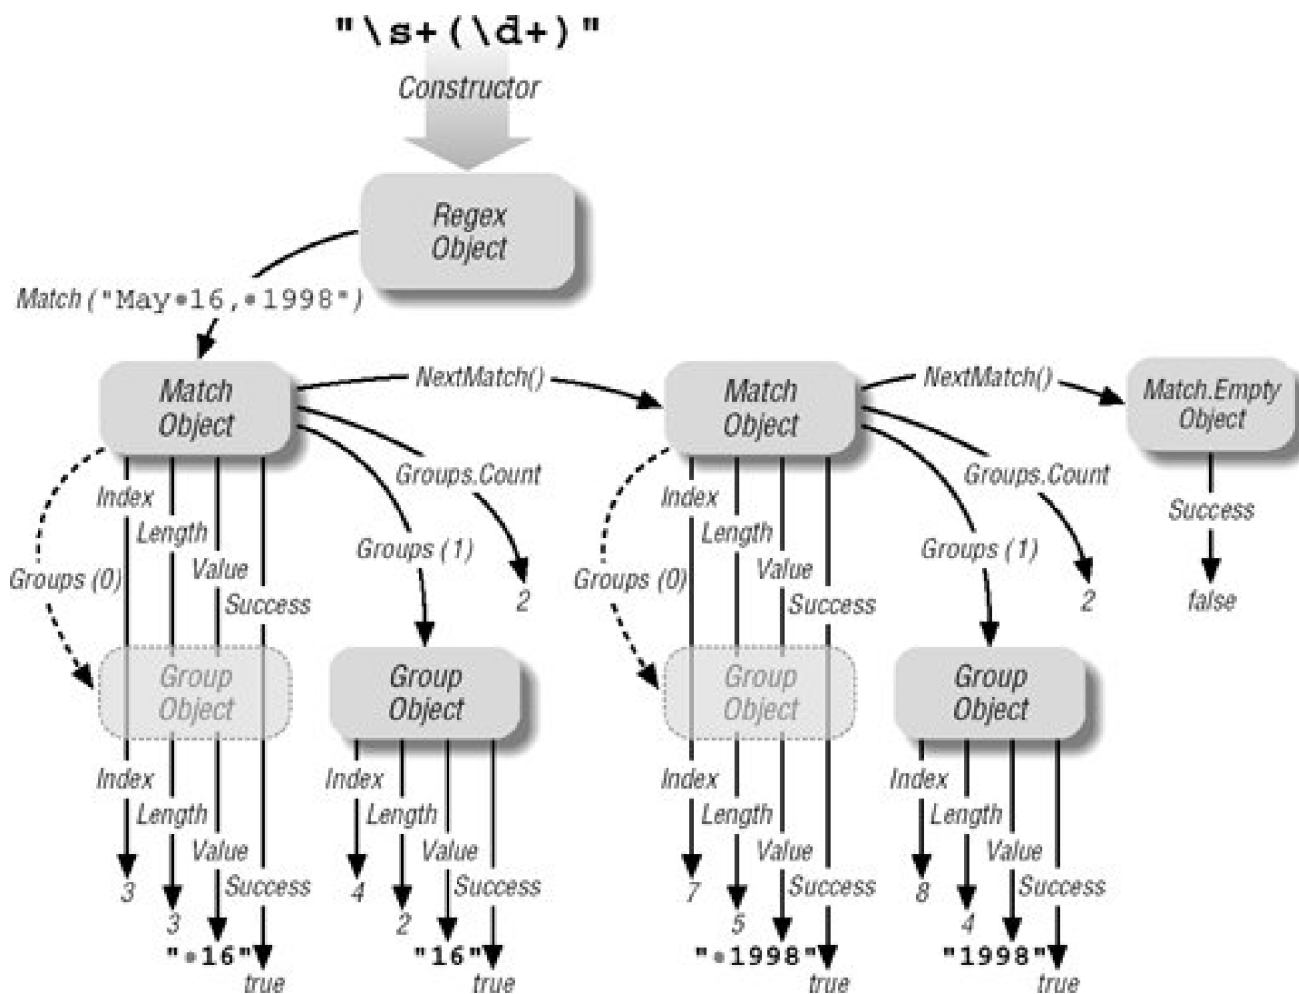 "\s+(\d+)"
Constructor
Regex
Object
Match ("May•16,•1998")
Match
Object
NextMatch()
Match
Object
NextMatch()
Match.Empty
Object
Groups.Count
Groups.Count
Index
Length
Value
Success
Groups (0)
Groups (1)
2
Index
Length
Value
Success
Groups (0)
Groups (1)
2
Success
false
Group
Object
Group
Object
Group
Object
Group
Object
Index
Length
Value
Success
3
3
"•16"
true
Index
Length
Value
Success
4
2
"16"
true
Index
Length
Value
Success
7
5
"•1998"
true
Index
Length
Value
Success
8
4
"1998"
true